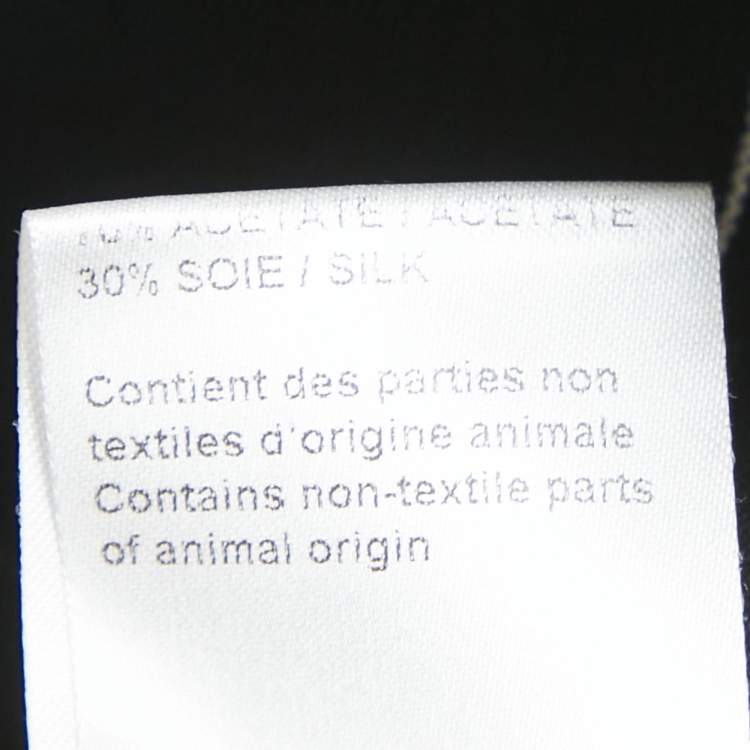 70% ACETATE / ACETATE
30% SOIE / SILK
Contient des parties non
textiles d'origine animale
Contains non-textile parts
of animal origin